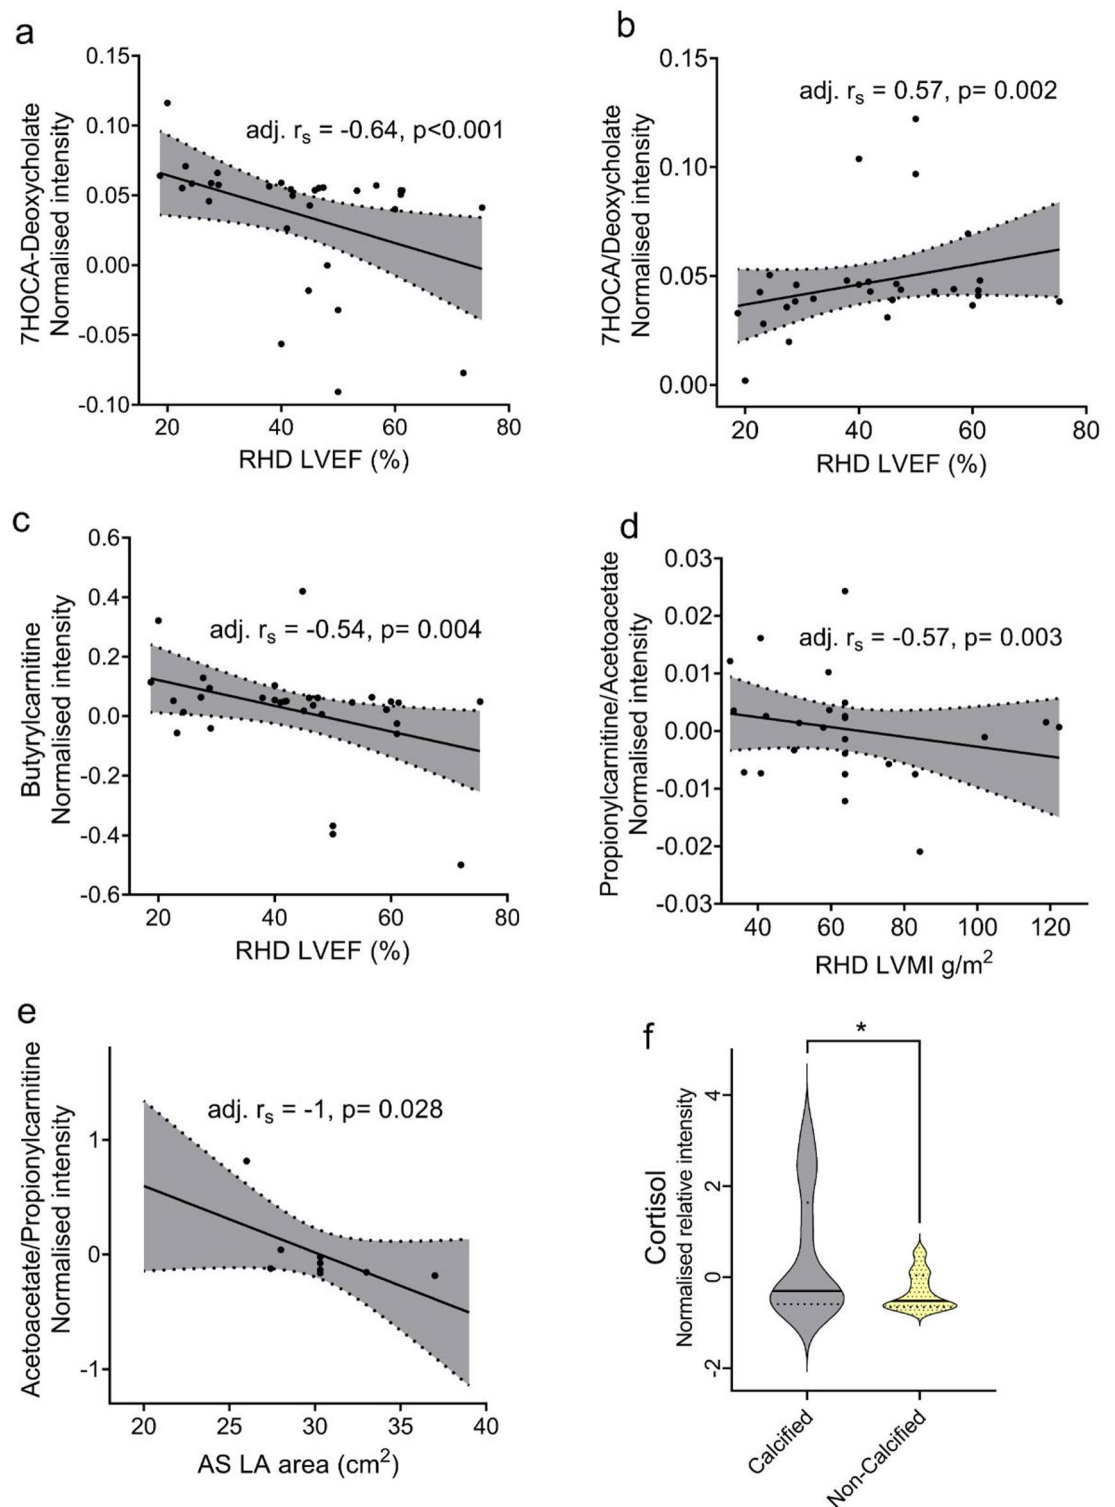 a
7HOCA-Deoxycholate
Normalised intensity
0.15
0.10
0.05
0.00
-0.05
-0.10
adj. rs = -0.64, p<0.001
20 40 60 80
RHD LVEF (%)
b
7HOCA/Deoxycholate
Normalised intensity
0.15
0.10
0.05
0.00
adj. rs = 0.57, p= 0.002
20 40 60 80
RHD LVEF (%)
c
Butyrylcarnitine
Normalised intensity
0.6
0.4
0.2
0.0
-0.2
-0.4
-0.6
adj. rs = -0.54, p= 0.004
20 40 60 80
RHD LVEF (%)
d
Propionylcarnitine/Acetoacetate
Normalised intensity
0.03
0.02
0.01
0.00
-0.01
-0.02
-0.03
adj. rs = -0.57, p= 0.003
40 60 80 100 120
RHD LVMI g/m2
e
Acetoacetate/Propionylcarnitine
Normalised intensity
1
0
-1
adj. rs = -1, p= 0.028
20 25 30 35 40
AS LA area (cm2)
f
Cortisol
Normalised relative intensity
4
2
0
-2
*
Calcified
Non-Calcified